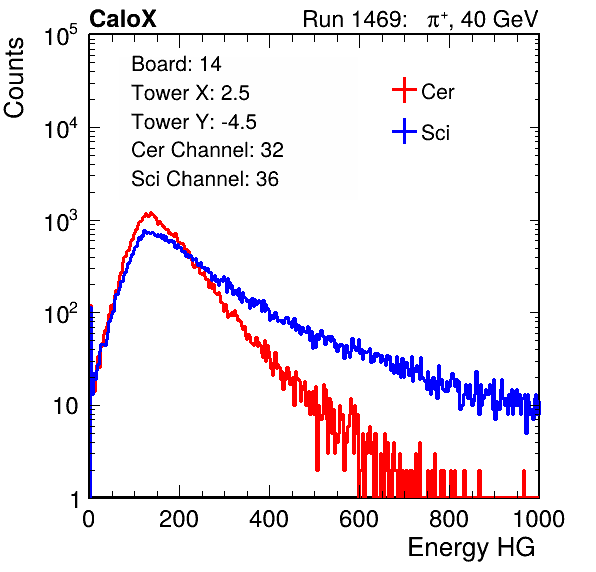 CaloX Run 1469: π⁺, 40 GeV
Counts
Board: 14
Tower X: 2.5
Tower Y: -4.5
Cer Channel: 32
Sci Channel: 36
Cer
Sci
10⁵
10⁴
10³
10²
10
1
0 200 400 600 800 1000
Energy HG